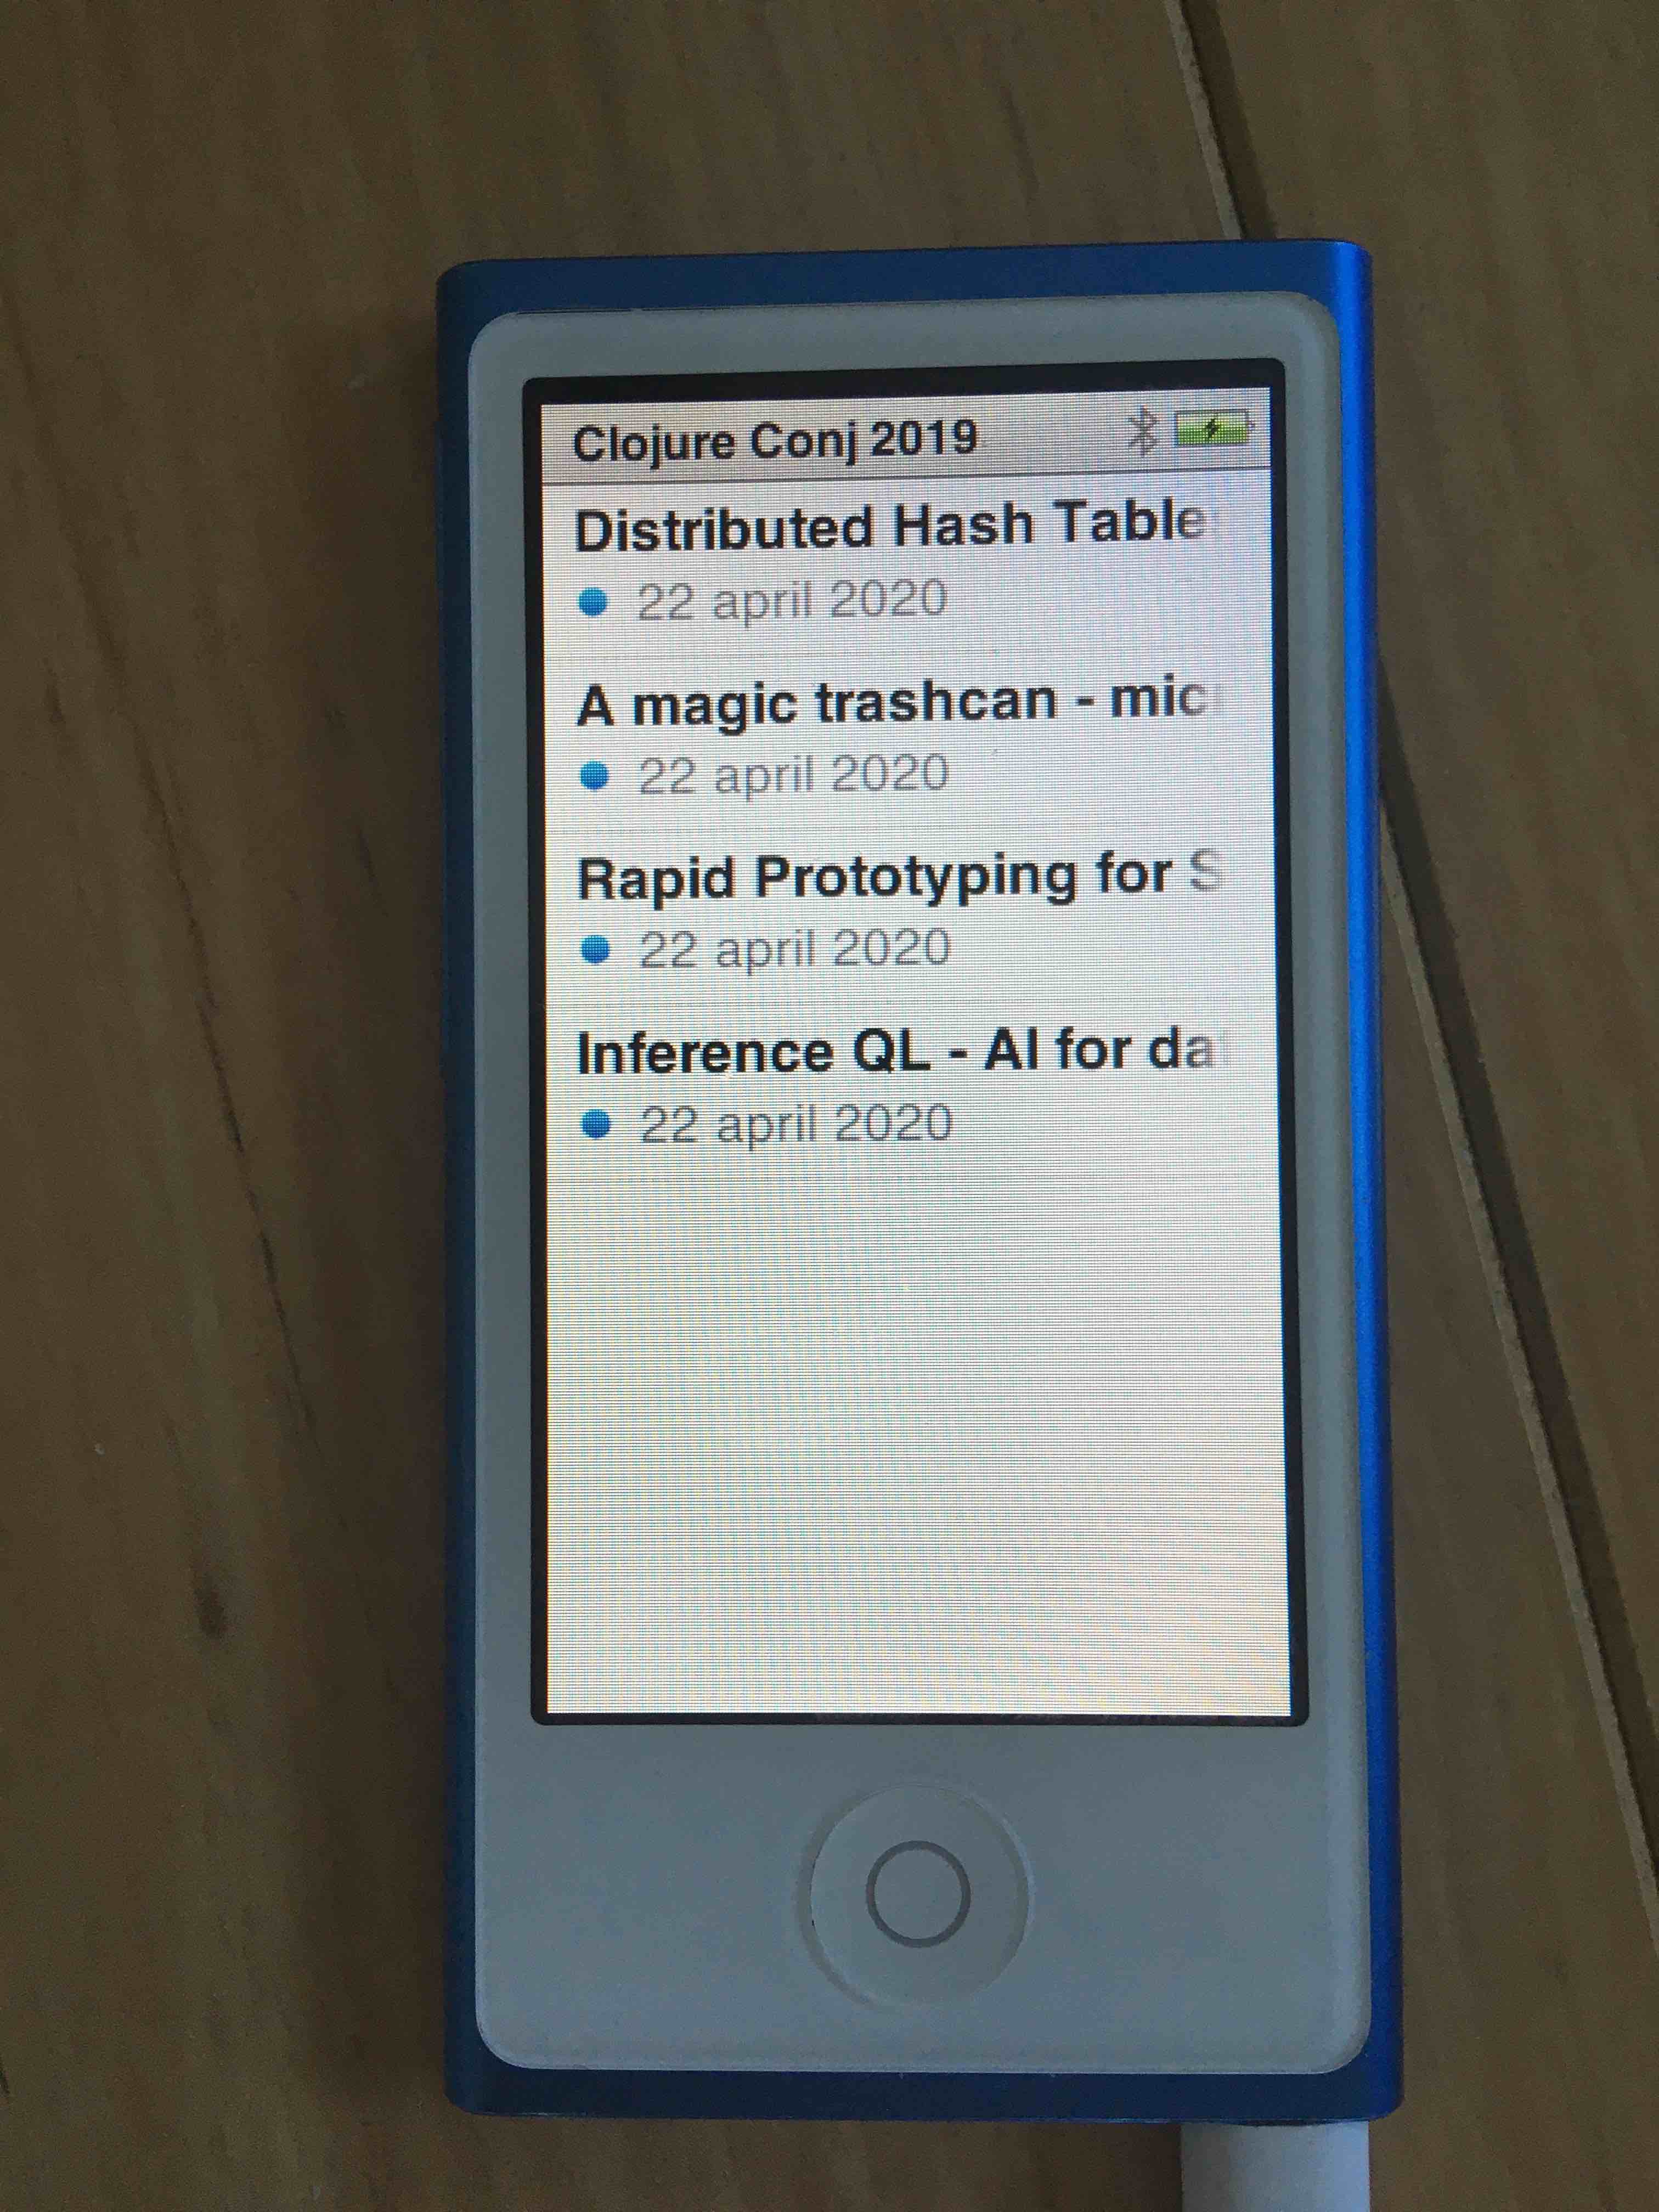 Clojure Conj 2019
Distributed Hash Table
22 april 2020
A magic trashcan - mic
22 april 2020
Rapid Prototyping for S
22 april 2020
Inference QL - AI for da
22 april 2020